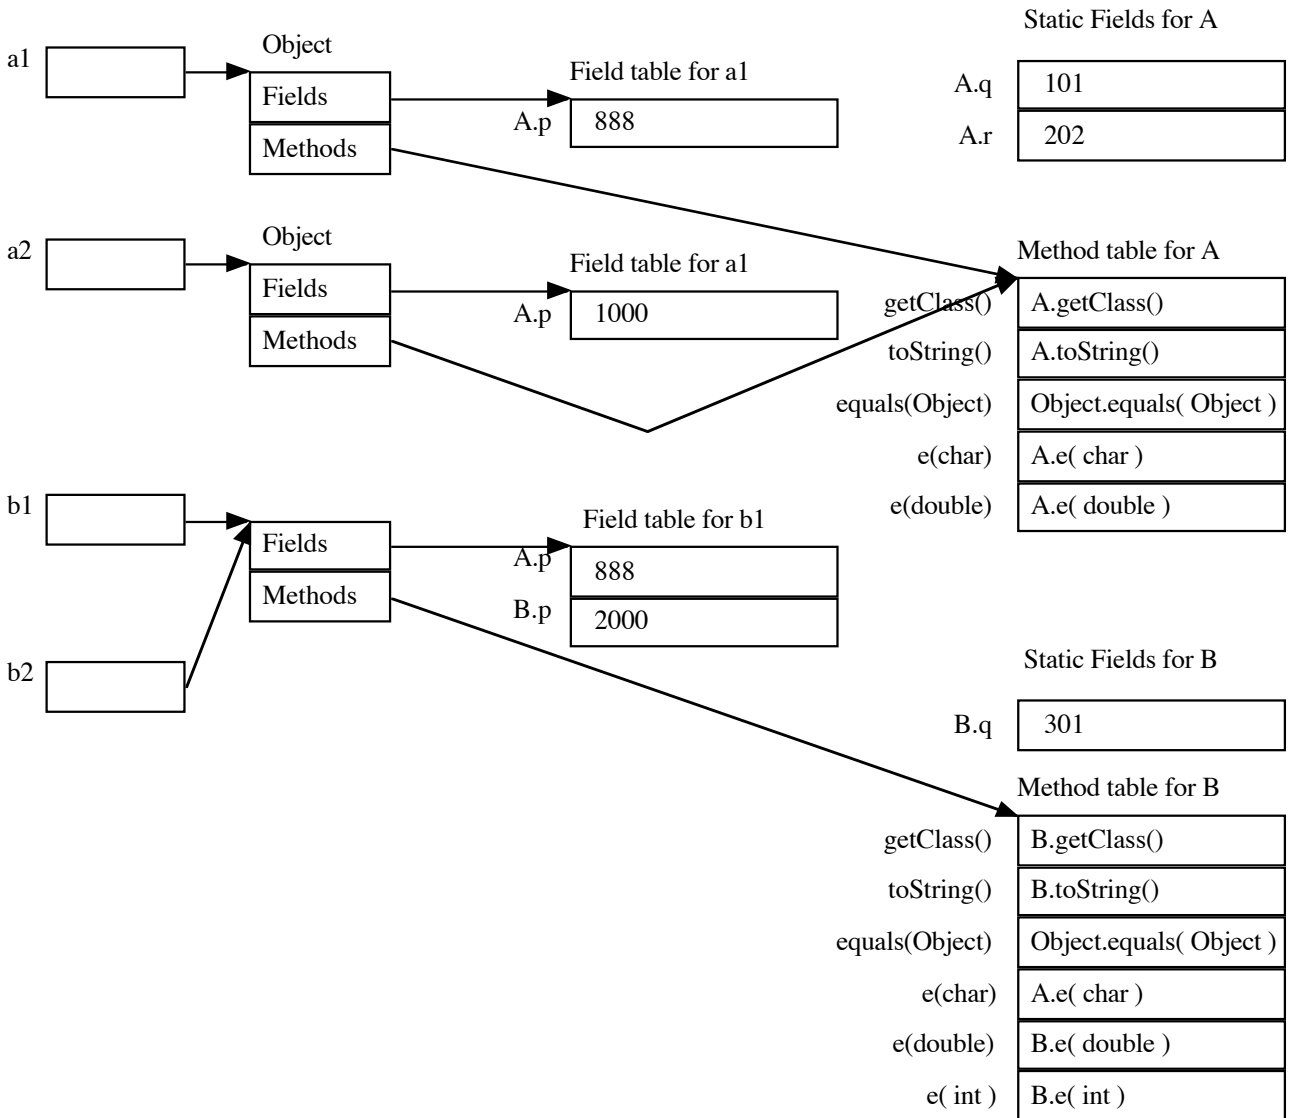 Static Fields for A
a1
Object
Field table for a1
Fields
A.q 101
A.p 888
A.r 202
Methods
a2
Object
Method table for A
Field table for a1
Fields
getClass() A.getClass()
A.p 1000
Methods
toString() A.toString()
equals(Object) Object.equals( Object )
e(char) A.e( char )
b1
e(double) A.e( double )
Field table for b1
Fields
A.p 888
Methods
B.p 2000
Static Fields for B
b2
B.q 301
Method table for B
getClass() B.getClass()
toString() B.toString()
equals(Object) Object.equals( Object )
e(char) A.e( char )
e(double) B.e( double )
e( int ) B.e( int )